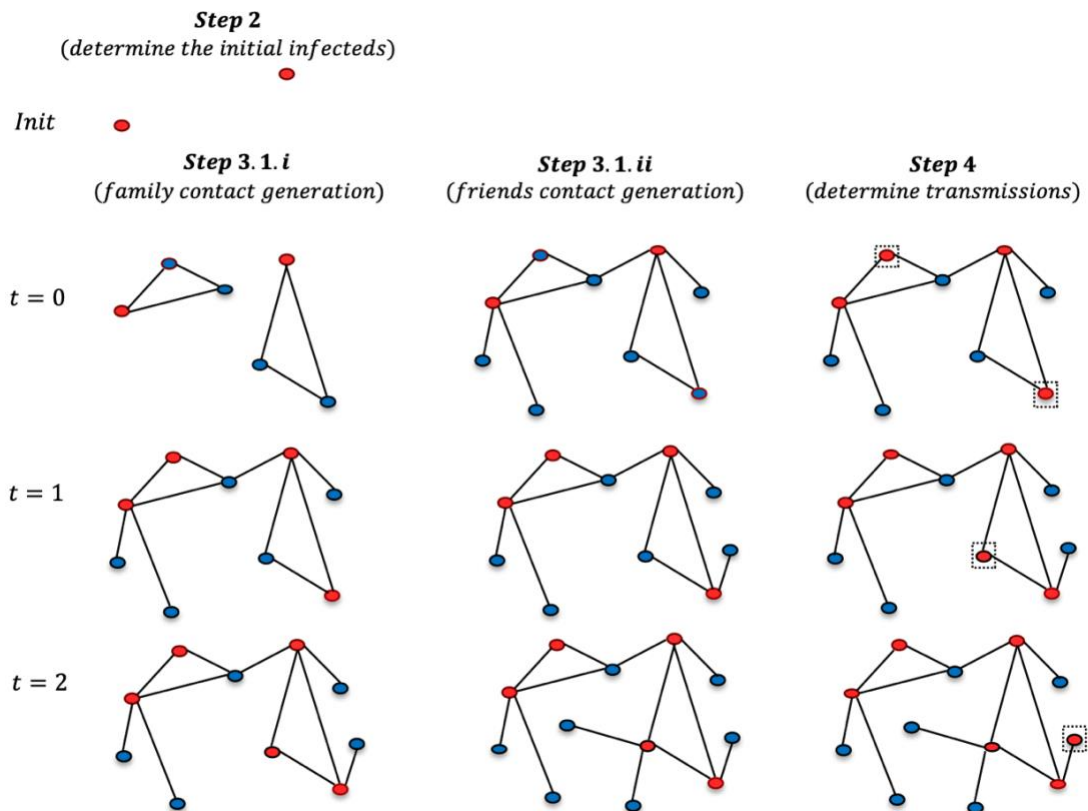 Step 2
(determine the initial infecteds)
Init
Step 3.1.i
(family contact generation)
Step 3.1.ii
(friends contact generation)
Step 4
(determine transmissions)
t = 0
t = 1
t = 2